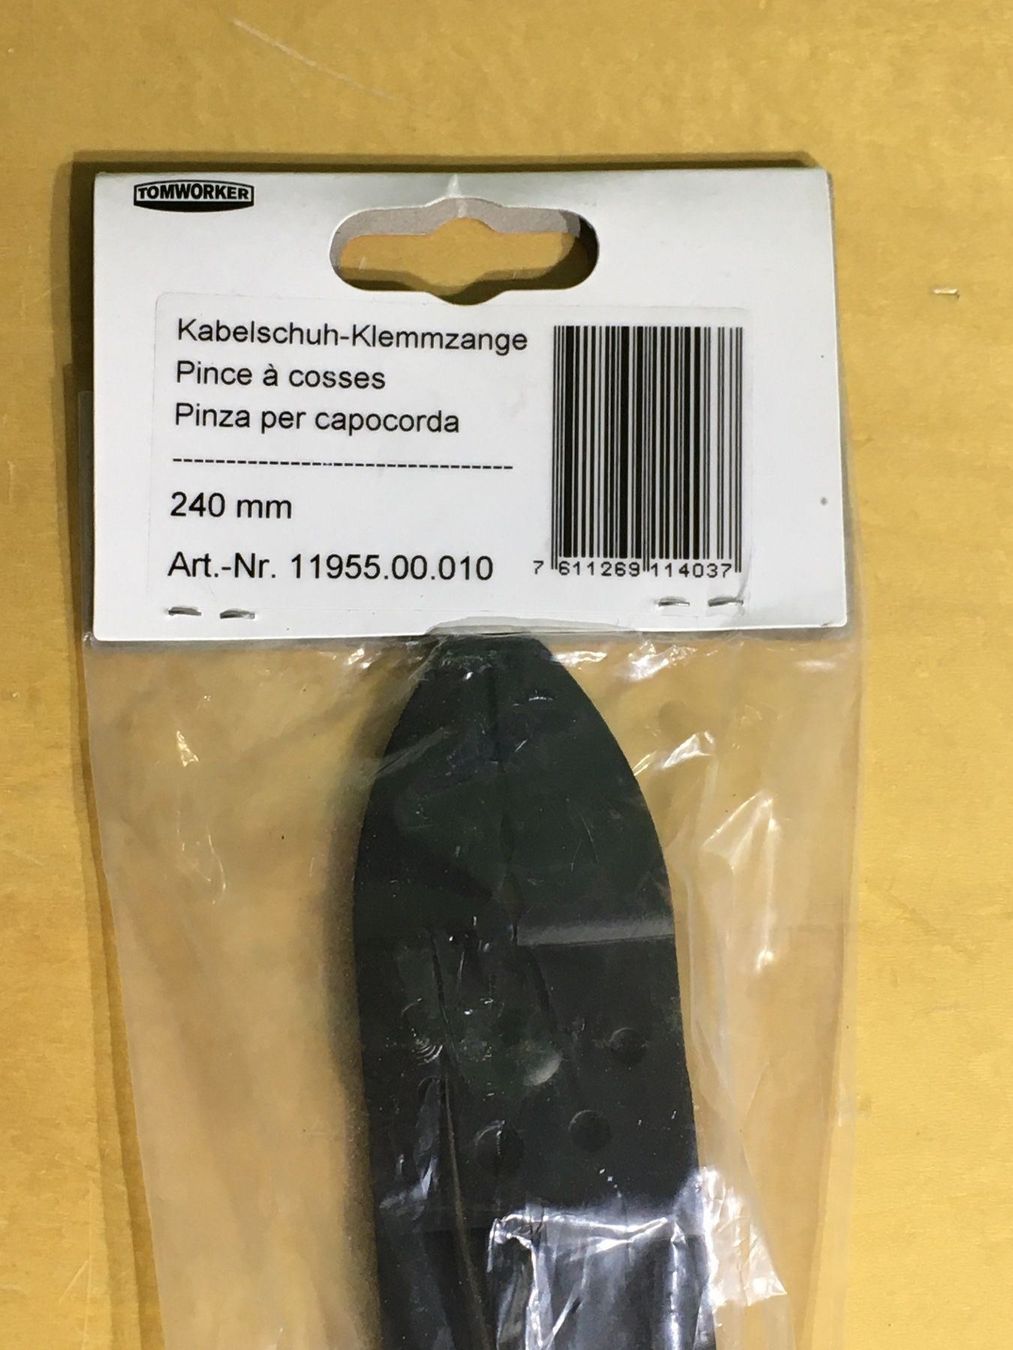 TOMWORKER
Kabelschuh-Klemmzange
Pince à cosses
Pinza per capocorda
--------------------------------
240 mm
Art.-Nr. 11955.00.010
7 611269 114037